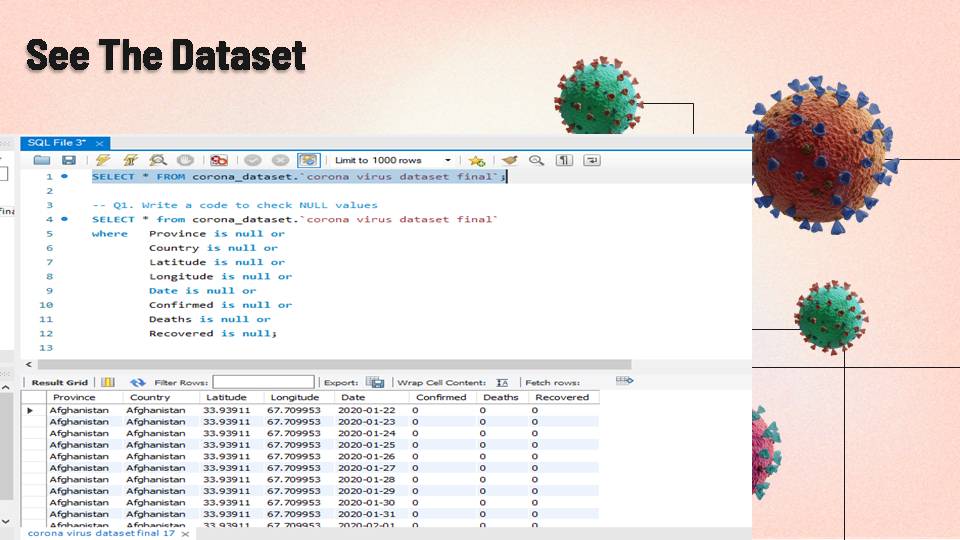 See The Dataset
SQL File 3*
Limit to 1000 rows
1 SELECT * FROM corona_dataset.`corona virus dataset final`;
2
3 -- Q1. Write a code to check NULL values
4 SELECT * from corona_dataset.`corona virus dataset final`
5 where Province is null or
6 Country is null or
7 Latitude is null or
8 Longitude is null or
9 Date is null or
10 Confirmed is null or
11 Deaths is null or
12 Recovered is null;
13
Result Grid Filter Rows: Export: Wrap Cell Content: Fetch rows:
Province Country Latitude Longitude Date Confirmed Deaths Recovered
Afghanistan Afghanistan 33.93911 67.709953 2020-01-22 0 0 0
Afghanistan Afghanistan 33.93911 67.709953 2020-01-23 0 0 0
Afghanistan Afghanistan 33.93911 67.709953 2020-01-24 0 0 0
Afghanistan Afghanistan 33.93911 67.709953 2020-01-25 0 0 0
Afghanistan Afghanistan 33.93911 67.709953 2020-01-26 0 0 0
Afghanistan Afghanistan 33.93911 67.709953 2020-01-27 0 0 0
Afghanistan Afghanistan 33.93911 67.709953 2020-01-28 0 0 0
Afghanistan Afghanistan 33.93911 67.709953 2020-01-29 0 0 0
Afghanistan Afghanistan 33.93911 67.709953 2020-01-30 0 0 0
Afghanistan Afghanistan 33.93911 67.709953 2020-01-31 0 0 0
Afghanistan Afghanistan 33.93911 67.709953 2020-02-01 0 0 0
corona virus dataset final 17